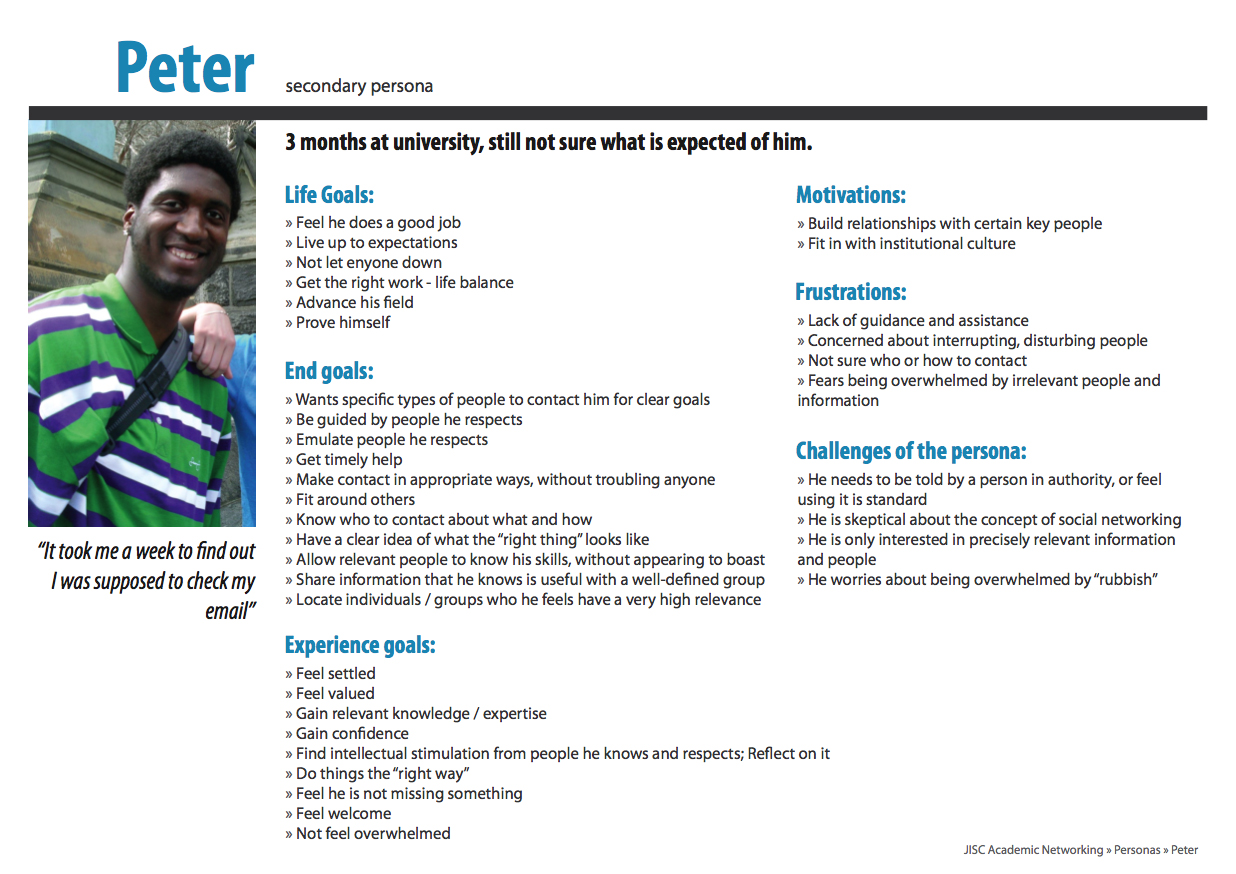 Peter
secondary persona
3 months at university, still not sure what is expected of him.
Life Goals:
» Feel he does a good job
» Live up to expectations
» Not let enyone down
» Get the right work - life balance
» Advance his field
» Prove himself
End goals:
» Wants specific types of people to contact him for clear goals
» Be guided by people he respects
» Emulate people he respects
» Get timely help
» Make contact in appropriate ways, without troubling anyone
» Fit around others
» Know who to contact about what and how
» Have a clear idea of what the “right thing” looks like
» Allow relevant people to know his skills, without appearing to boast
» Share information that he knows is useful with a well-defined group
» Locate individuals / groups who he feels have a very high relevance
Experience goals:
» Feel settled
» Feel valued
» Gain relevant knowledge / expertise
» Gain confidence
» Find intellectual stimulation from people he knows and respects; Reflect on it
» Do things the “right way”
» Feel he is not missing something
» Feel welcome
» Not feel overwhelmed
Motivations:
» Build relationships with certain key people
» Fit in with institutional culture
Frustrations:
» Lack of guidance and assistance
» Concerned about interrupting, disturbing people
» Not sure who or how to contact
» Fears being overwhelmed by irrelevant people and
information
Challenges of the persona:
» He needs to be told by a person in authority, or feel
using it is standard
» He is skeptical about the concept of social networking
» He is only interested in precisely relevant information
and people
» He worries about being overwhelmed by “rubbish”
“It took me a week to find out
I was supposed to check my
email”
JISC Academic Networking » Personas » Peter